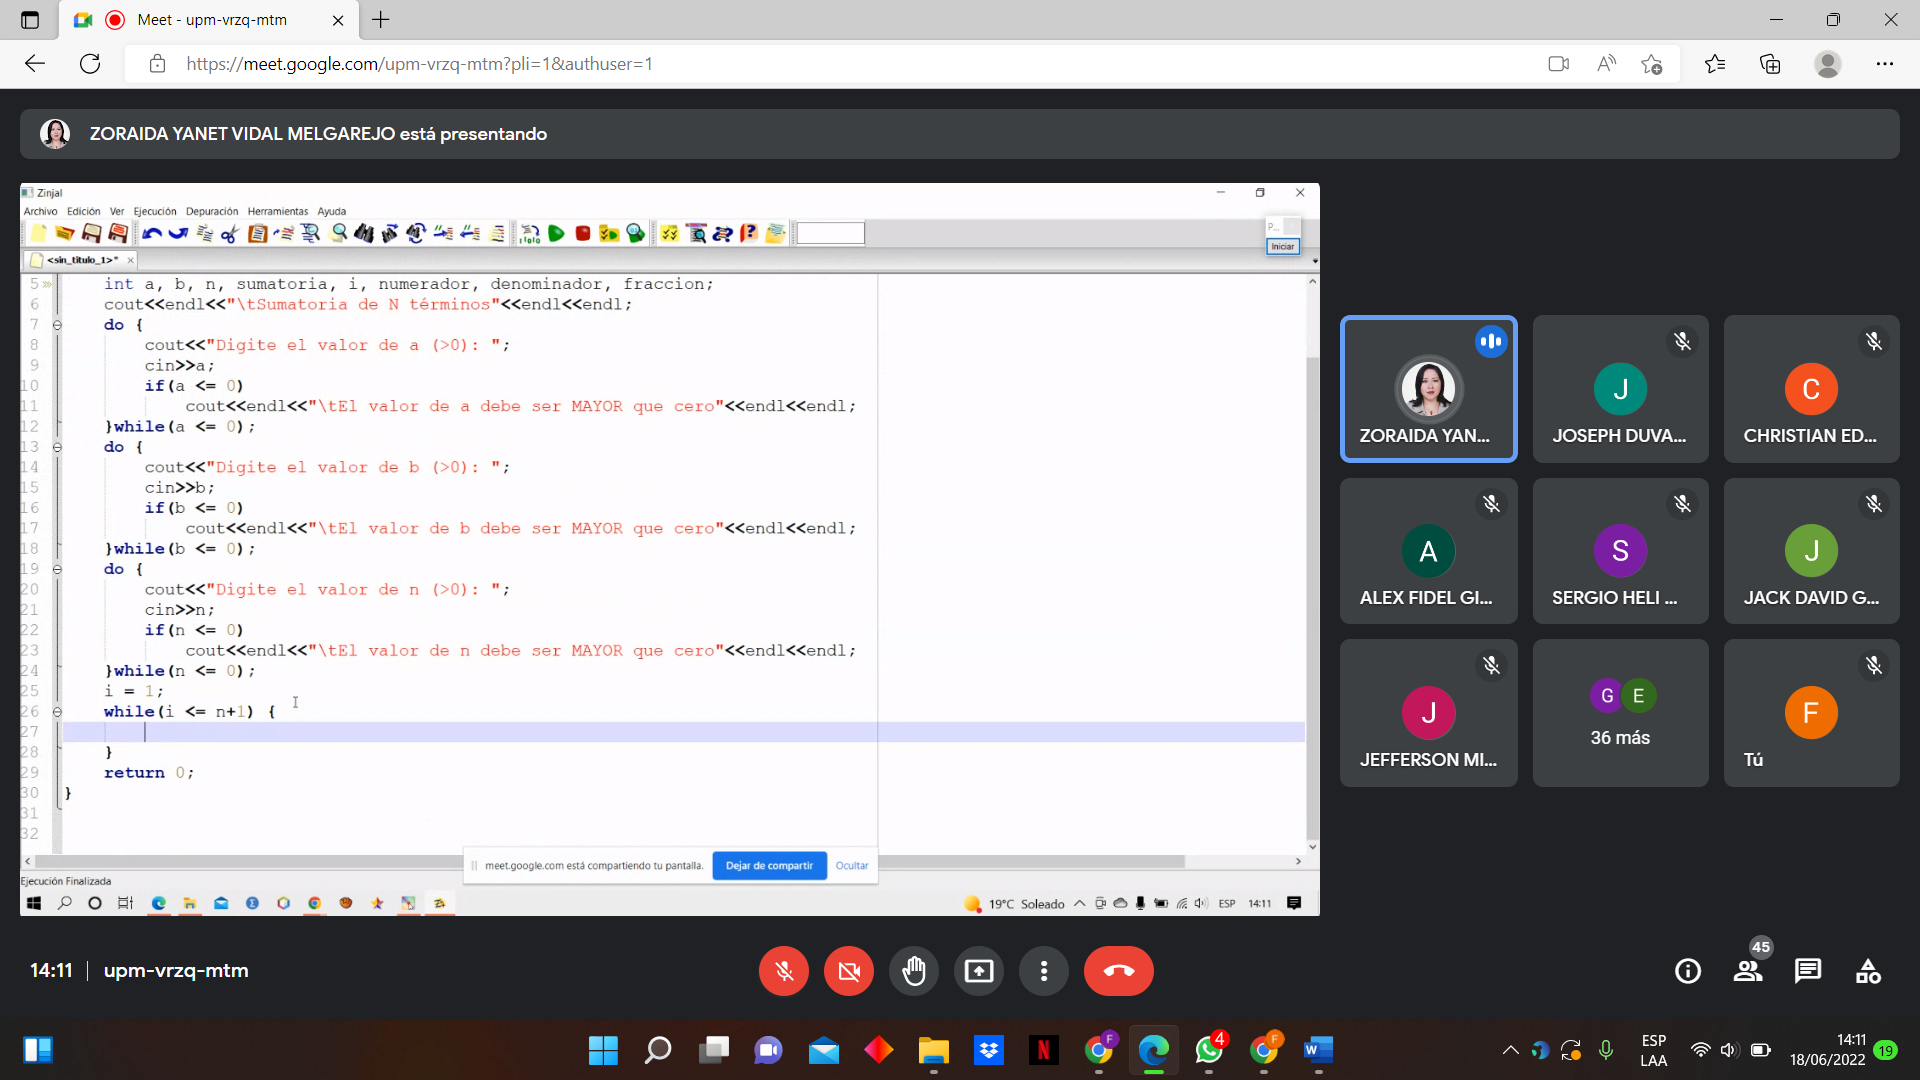 Meet - upm-vrzq-mtm
https://meet.google.com/upm-vrzq-mtm?pli=1&authuser=1
ZORAIDA YANET VIDAL MELGAREJO está presentando
ZinjaI
Archivo Edición Ver Ejecución Depuración Herramientas Ayuda
P...
Iniciar
<sin_titulo_1>*
5 int a, b, n, sumatoria, i, numerador, denominador, fraccion;
6 cout<<endl<<"\tSumatoria de N términos"<<endl<<endl;
7 do {
8 cout<<"Digite el valor de a (>0): ";
9 cin>>a;
10 if(a <= 0)
11 cout<<endl<<"\tEl valor de a debe ser MAYOR que cero"<<endl<<endl;
12 }while(a <= 0);
13 do {
14 cout<<"Digite el valor de b (>0): ";
15 cin>>b;
16 if(b <= 0)
17 cout<<endl<<"\tEl valor de b debe ser MAYOR que cero"<<endl<<endl;
18 }while(b <= 0);
19 do {
20 cout<<"Digite el valor de n (>0): ";
21 cin>>n;
22 if(n <= 0)
23 cout<<endl<<"\tEl valor de n debe ser MAYOR que cero"<<endl<<endl;
24 }while(n <= 0);
25 i = 1;
26 while(i <= n+1) {
27
28 }
29 return 0;
30 }
31
32
meet.google.com está compartiendo tu pantalla. Dejar de compartir Ocultar
Ejecución Finalizada
19°C Soleado ESP 14:11
ZORAIDA YAN...
J
JOSEPH DUVA...
C
CHRISTIAN ED...
A
ALEX FIDEL GI...
S
SERGIO HELI ...
J
JACK DAVID G...
J
JEFFERSON MI...
G E
36 más
F
Tú
14:11 | upm-vrzq-mtm
45
F
4
F
ESP
LAA
14:11
18/06/2022
19